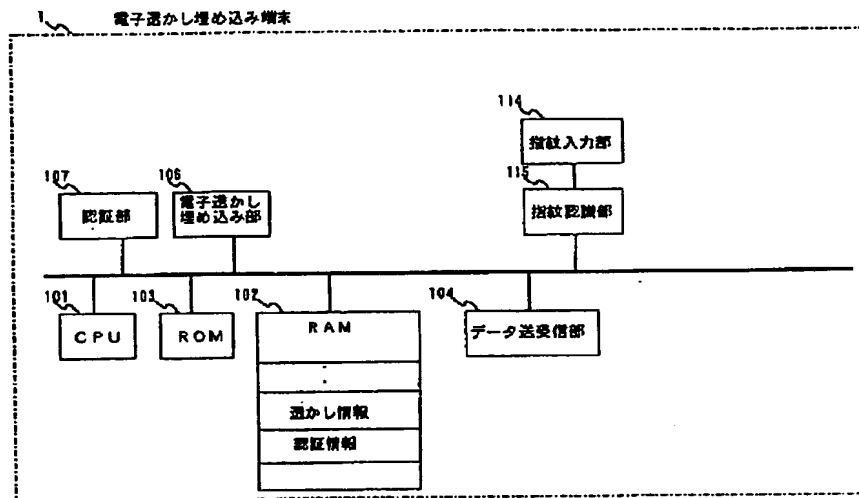 1 電子透かし埋め込み端末
114
指紋入力部
115
指紋認識部
107
認証部
106
電子透かし
埋め込み部
101
CPU
103
ROM
102
RAM
透かし情報
認証情報
104
データ送受信部